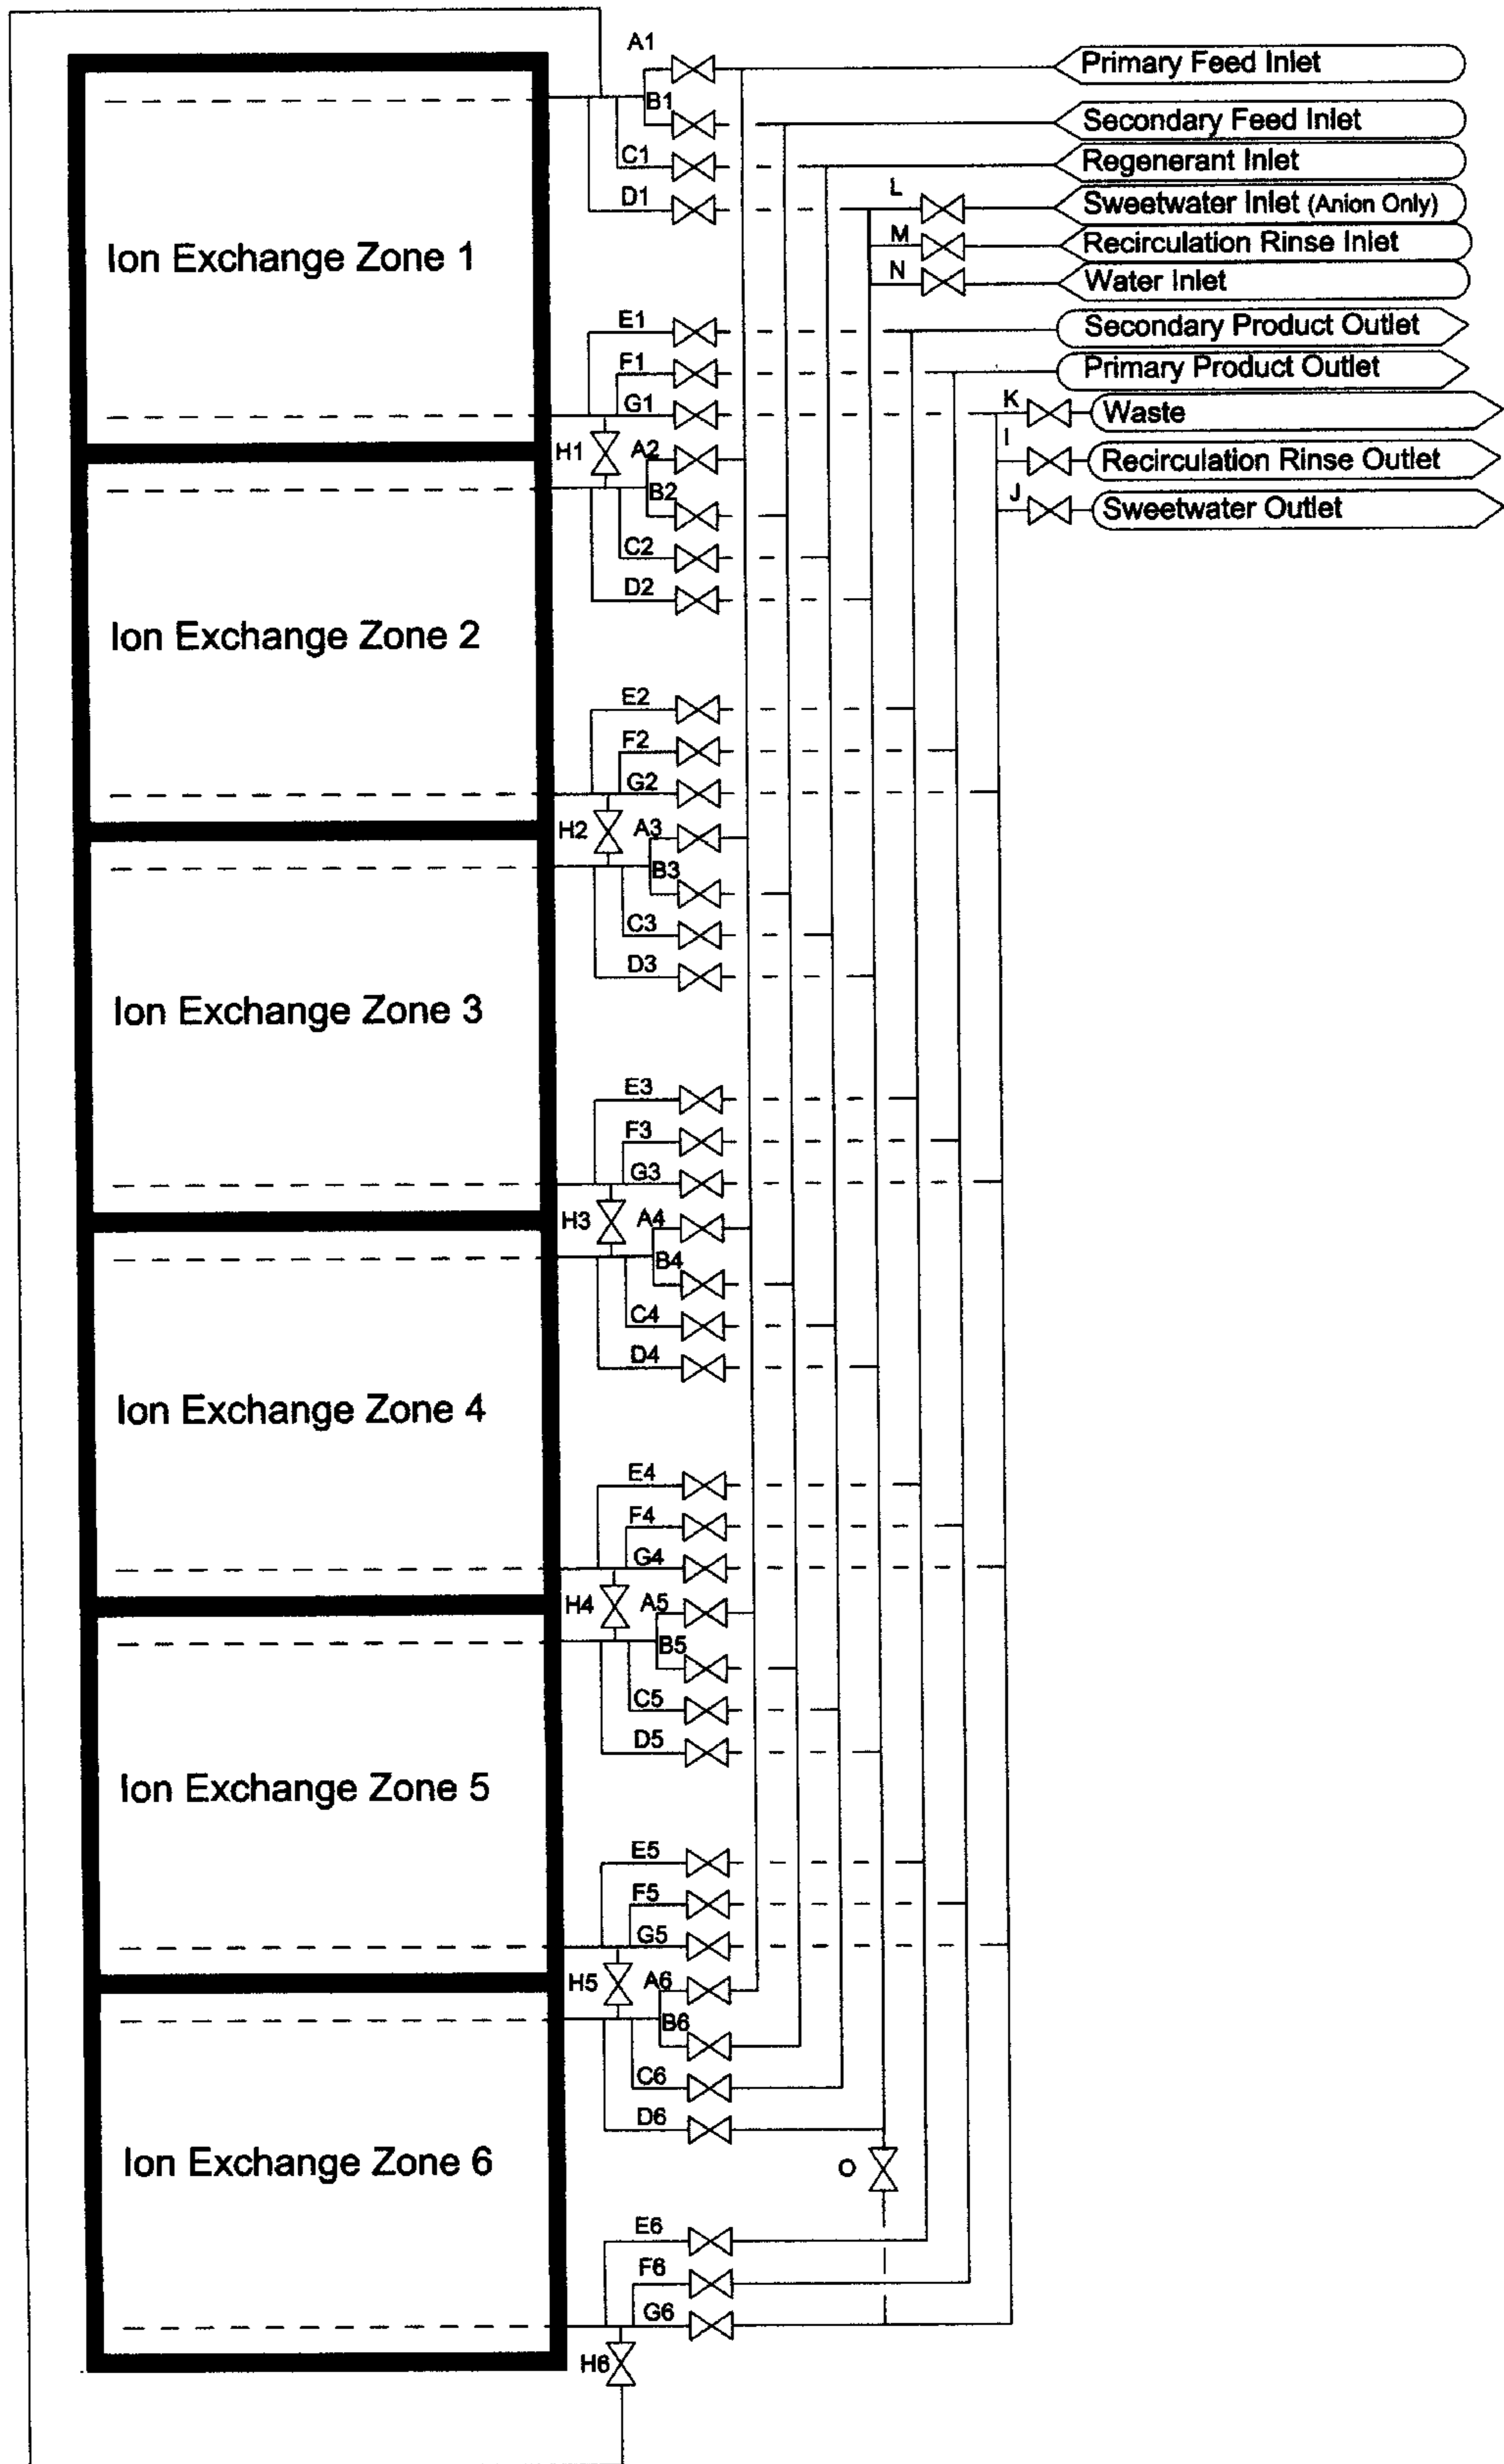 A1
Primary Feed Inlet
B1
Secondary Feed Inlet
C1
Regenerant Inlet
D1
L
Sweetwater Inlet (Anion Only)
M
Recirculation Rinse Inlet
Ion Exchange Zone 1
N
Water Inlet
E1
Secondary Product Outlet
F1
Primary Product Outlet
G1
K
Waste
H1
A2
I
Recirculation Rinse Outlet
B2
J
Sweetwater Outlet
C2
D2
Ion Exchange Zone 2
E2
F2
G2
H2
A3
B3
C3
D3
Ion Exchange Zone 3
E3
F3
G3
H3
A4
B4
C4
D4
Ion Exchange Zone 4
E4
F4
G4
H4
A5
B5
C5
D5
Ion Exchange Zone 5
E5
F5
G5
H5
A6
B6
C6
D6
Ion Exchange Zone 6
O
E6
F6
G6
H6